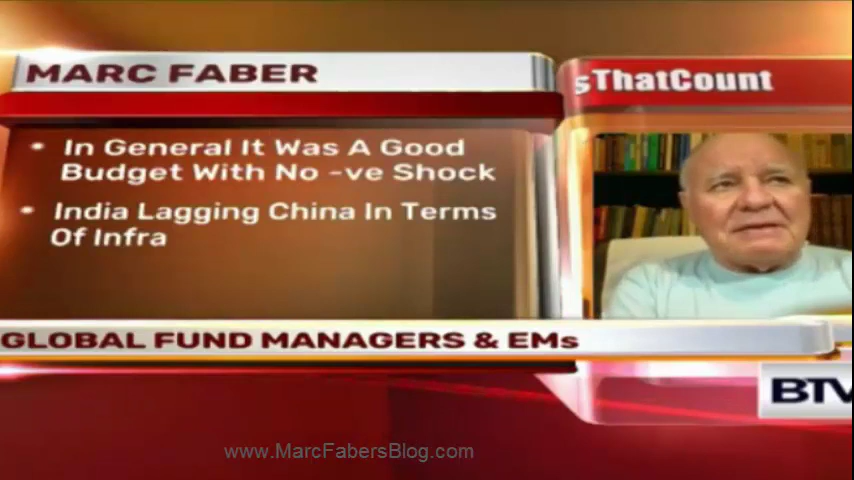 MARC FABER
sThatCount
• In General It Was A Good
Budget With No -ve Shock
• India Lagging China In Terms
Of Infra
GLOBAL FUND MANAGERS & EMs
BTV
www.MarcFabersBlog.com